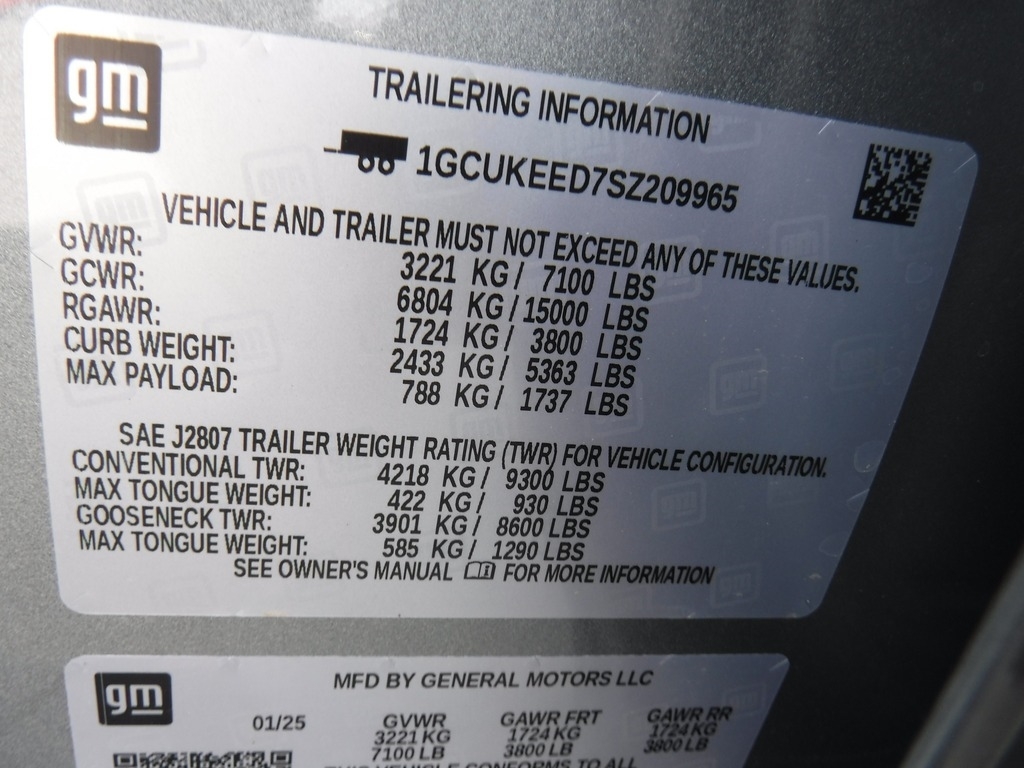 gm
TRAILERING INFORMATION
1GCUKEED7SZ209965
VEHICLE AND TRAILER MUST NOT EXCEED ANY OF THESE VALUES.
GVWR: 3221 KG/ 7100 LBS
GCWR: 6804 KG/ 15000 LBS
RGAWR: 1724 KG/ 3800 LBS
CURB WEIGHT: 2433 KG/ 5363 LBS
MAX PAYLOAD: 788 KG/ 1737 LBS
SAE J2807 TRAILER WEIGHT RATING (TWR) FOR VEHICLE CONFIGURATION.
CONVENTIONAL TWR: 4218 KG/ 9300 LBS
MAX TONGUE WEIGHT: 422 KG/ 930 LBS
GOOSENECK TWR: 3901 KG/ 8600 LBS
MAX TONGUE WEIGHT: 585 KG/ 1290 LBS
SEE OWNER'S MANUAL FOR MORE INFORMATION
gm
MFD BY GENERAL MOTORS LLC
01/25 GVWR GAWR FRT GAWR RR
3221 KG 1724 KG 1724 KG
7100 LB 3800 LB 3800 LB
THIS VEHICLE CONFORMS TO ALL